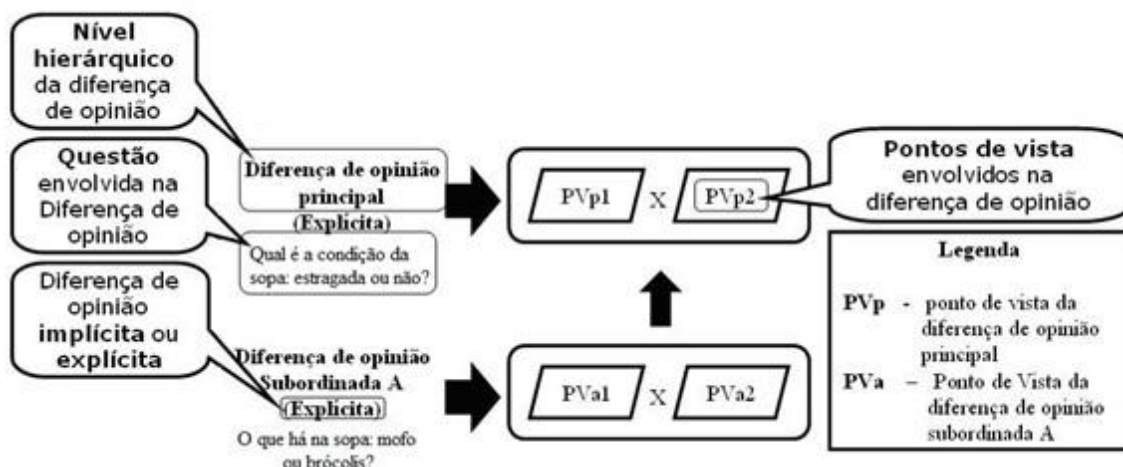 Nível
hierárquico
da diferença
de opinião
Questão
envolvida na
Diferença de
opinião
Diferença de
opinião
implícita ou
explícita
Diferença de opinião
principal
(Explícita)
Qual é a condição da
sopa: estragada ou não?
Diferença de opinião
Subordinada A
(Explícita)
O que há na sopa: mofo
ou brócolis?
PVp1 X PVp2
PVa1 X PVa2
Pontos de vista
envolvidos na
diferença de opinião
Legenda
PVp - ponto de vista da
diferença de opinião
principal
PVa – Ponto de Vista da
diferença de opinião
subordinada A